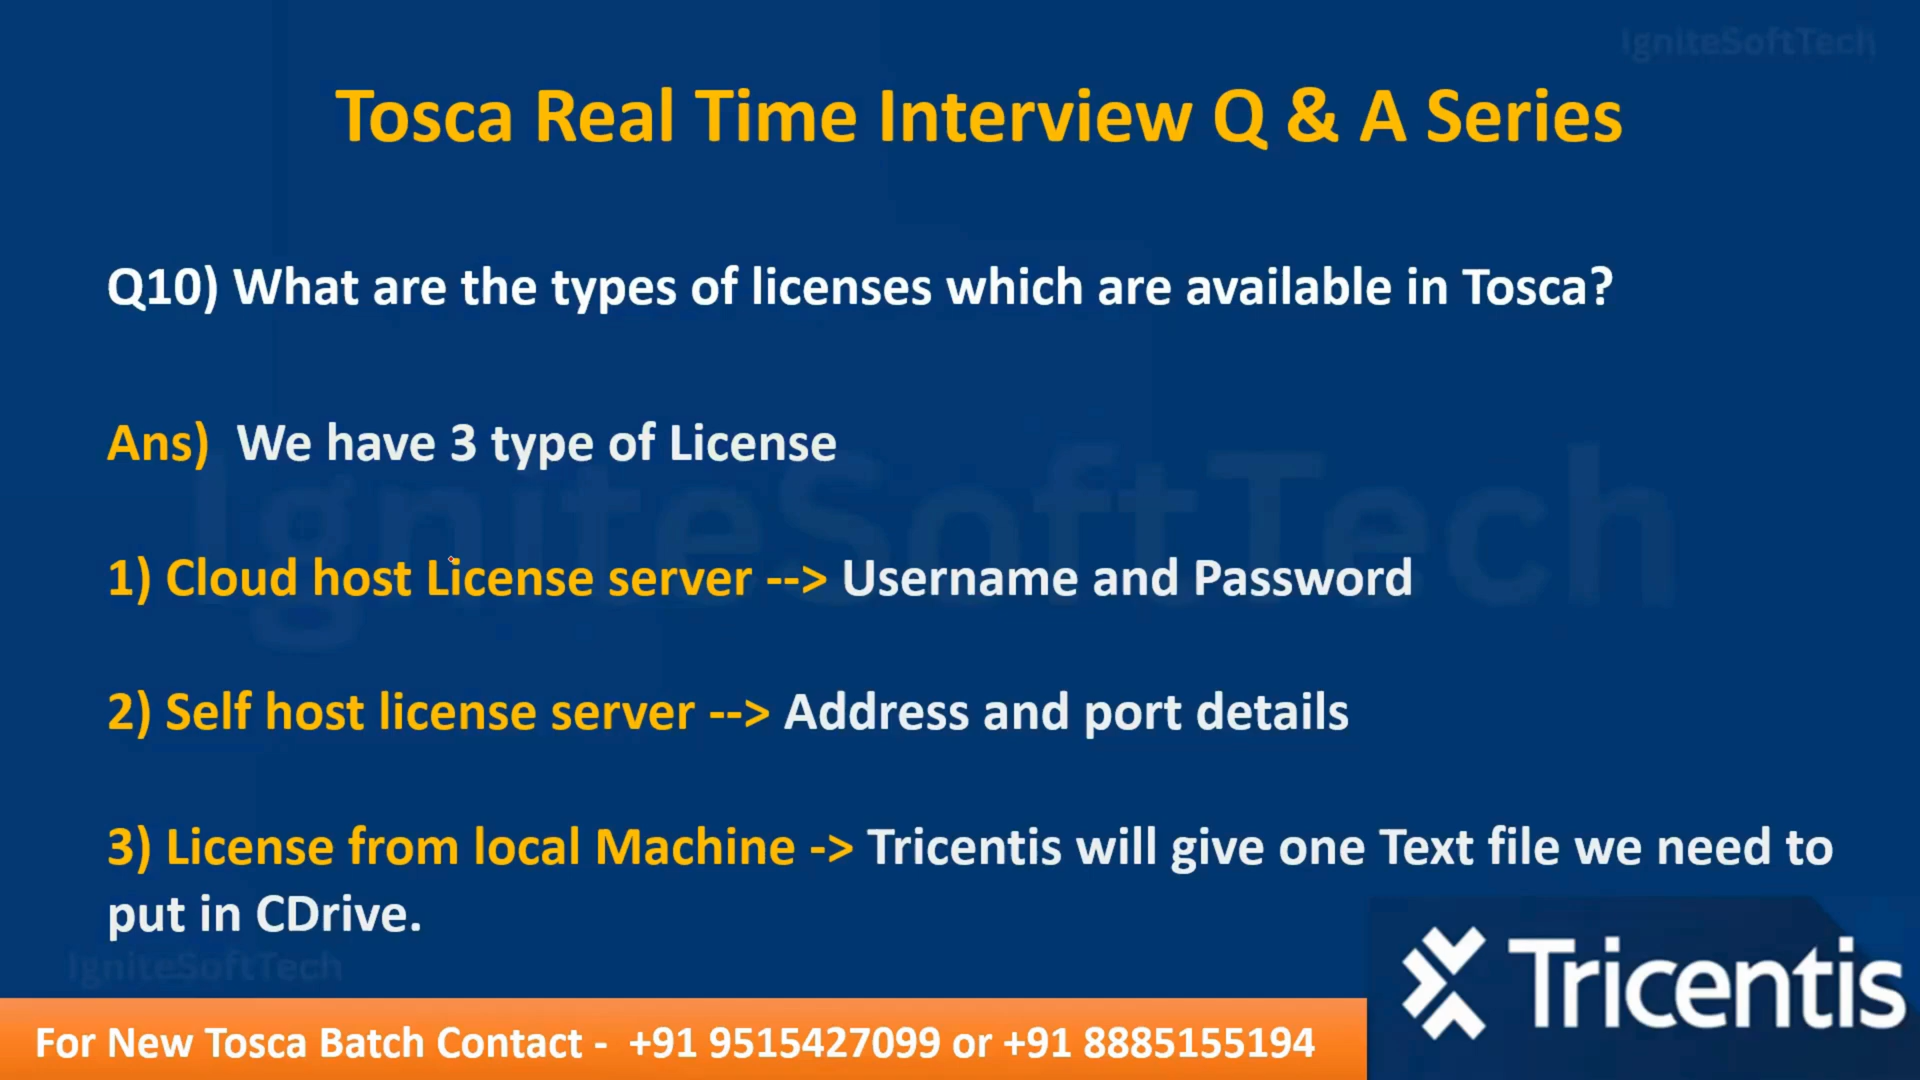 IgniteSoftTech
Tosca Real Time Interview Q & A Series
Q10) What are the types of licenses which are available in Tosca?
Ans) We have 3 type of License
IgniteSoftTech
1) Cloud host License server --> Username and Password
2) Self host license server --> Address and port details
3) License from local Machine -> Tricentis will give one Text file we need to
put in CDrive.
IgniteSoftTech
Tricentis
For New Tosca Batch Contact - +91 9515427099 or +91 8885155194